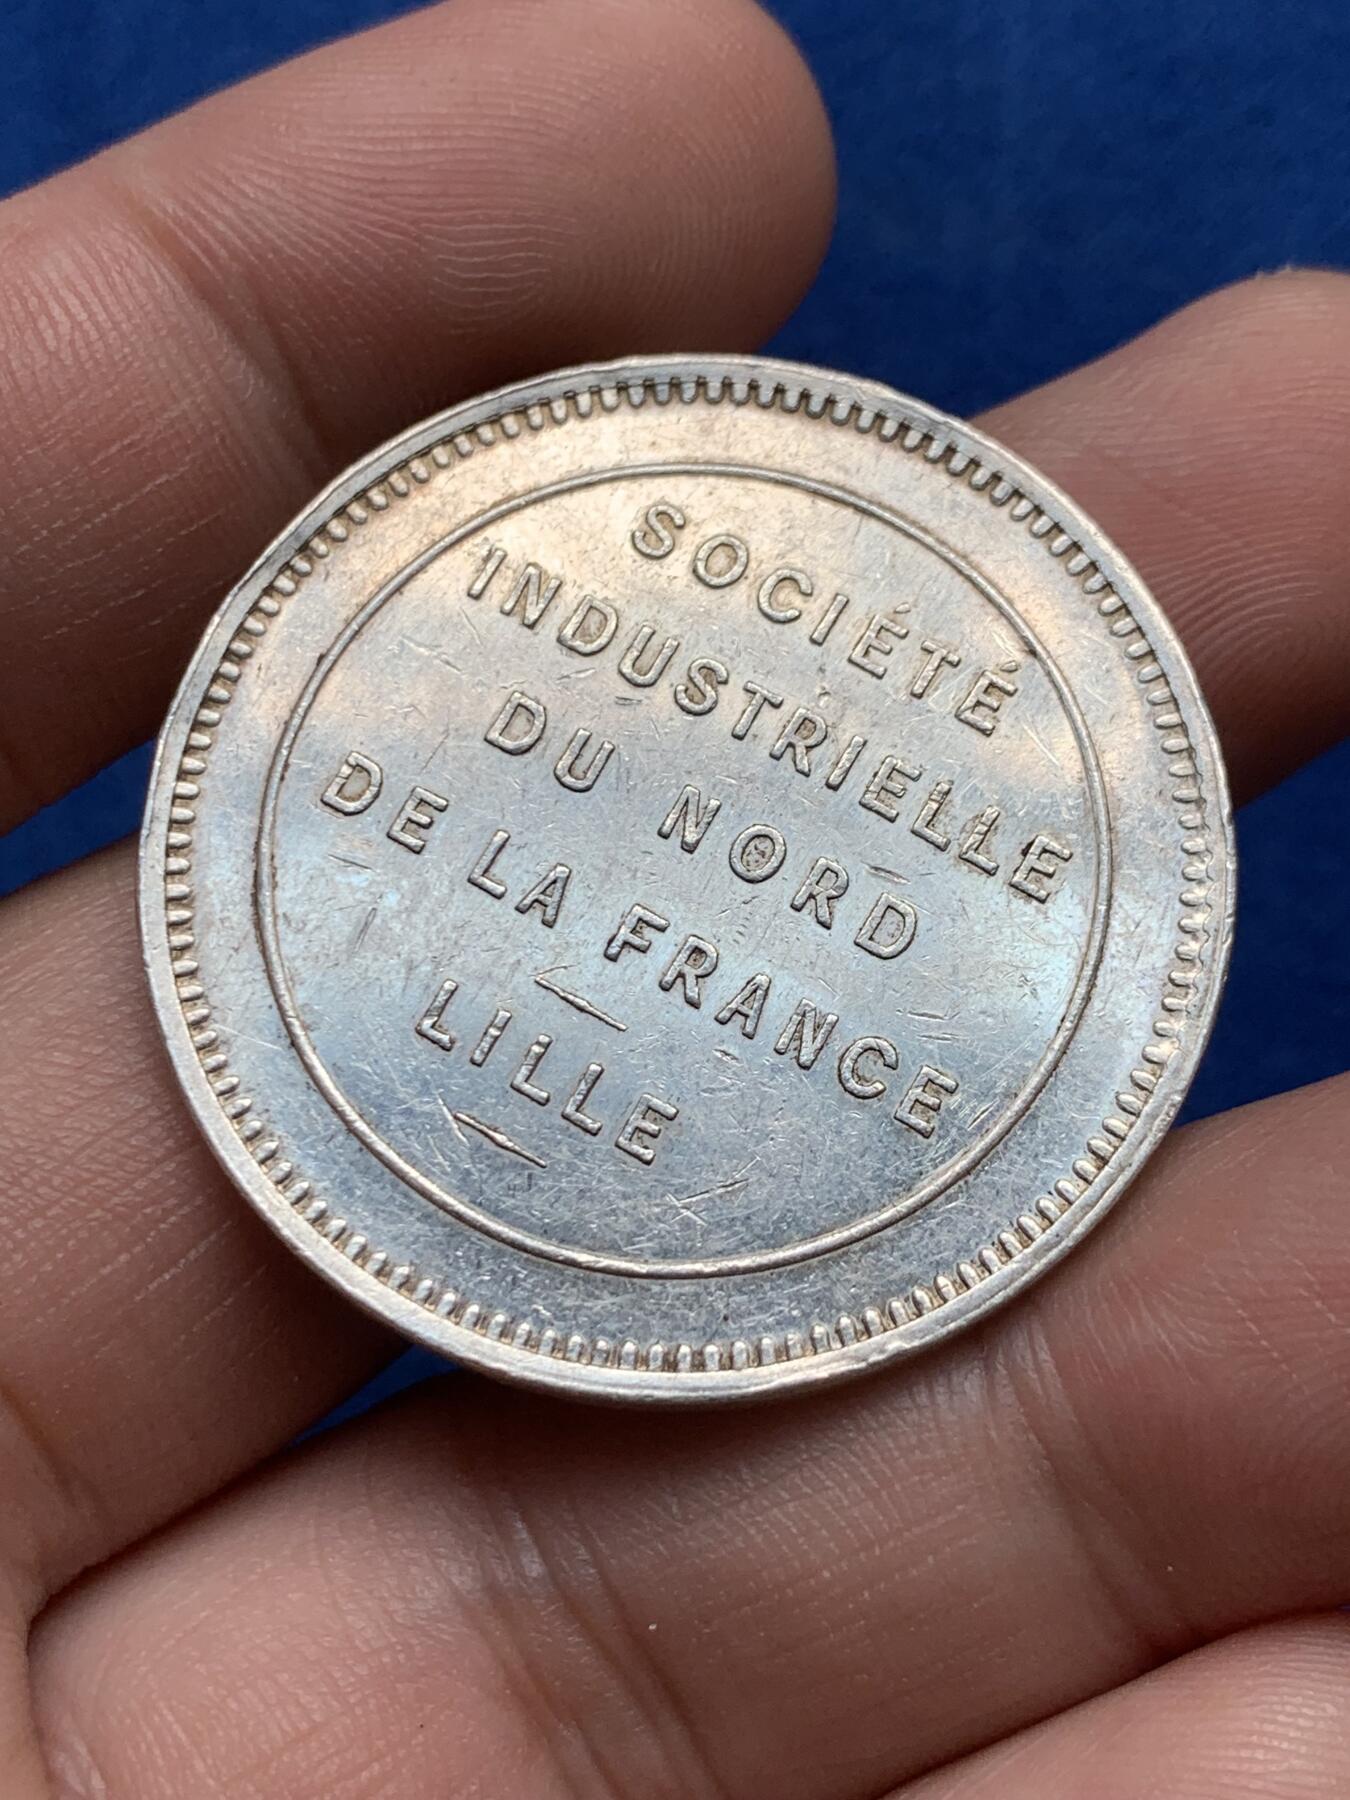 SOCIÉTÉ
INDUSTRIELLE
DU NORD
DE LA FRANCE
LILLE